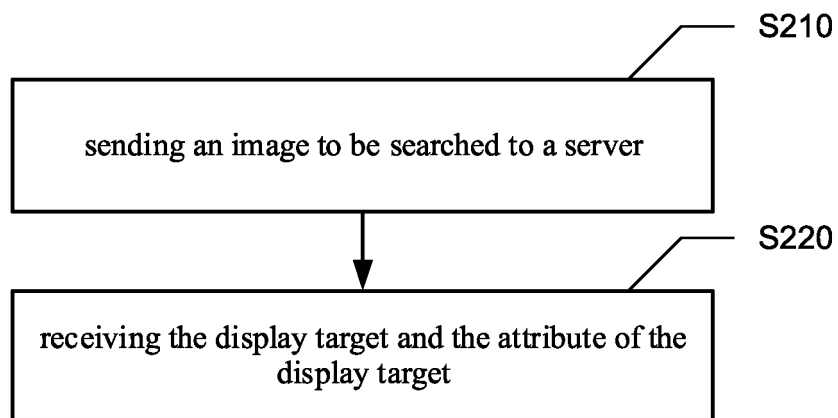 S210
sending an image to be searched to a server
S220
receiving the display target and the attribute of the
display target